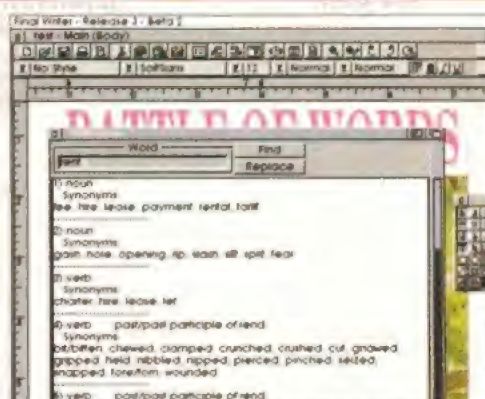 Final Writer - Release 3 - Beta 2
test - Main (Body)
No Style
SoftSans
12
Normal
Normal
BATTLE OF WORDS
Word
Find
Rent
Replace
1) noun
Synonyms
fee hire lease payment rental tariff
2) noun
Synonyms
gash hole opening rip slash slit split tear
3) verb
charter hire lease let
4) verb past/past participle of rend
Synonyms
bit/bitten chewed clamped crunched crushed cut gnawed
gripped held nibbled nipped pierced pinched seized
snapped tore/torn wounded
5) verb past/past participle of rend